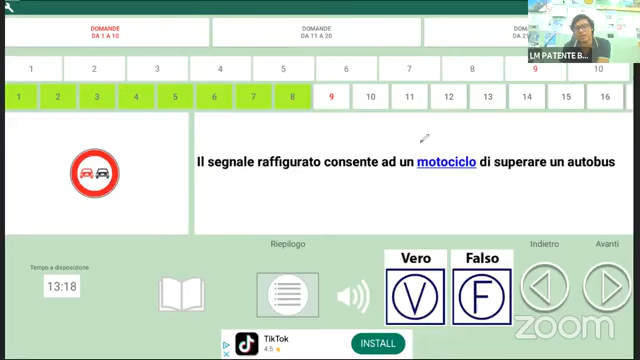 DOMANDE
DA 1 A 10
DOMANDE
DA 11 A 20
DOMANDE
LM PATENTE B...
1 2 3 4 5 6 7 8 9 10
1 2 3 4 5 6 7 8 9 10 11 12 13 14 15 16
Il segnale raffigurato consente ad un motociclo di superare un autobus
Riepilogo
Vero
Falso
Indietro
Avanti
Tempo a disposizione
13:18
V
F
zoom
TikTok
4.5
INSTALL